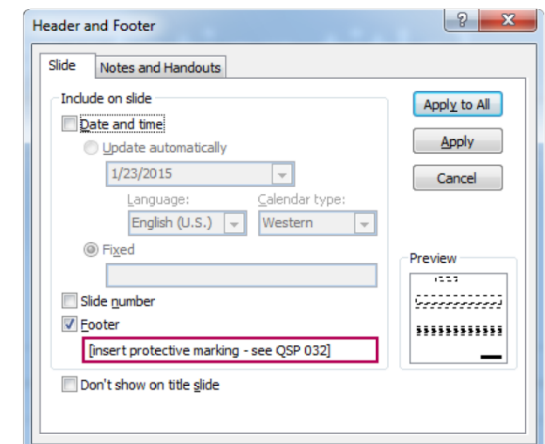 Header and Footer
Slide
Notes and Handouts
Include on slide
Date and time
Update automatically
1/23/2015
Language:
Calendar type:
English (U.S.)
Western
Fixed
Slide number
Footer
[insert protective marking - see QSP 032]
Don't show on title slide
Apply to All
Apply
Cancel
Preview